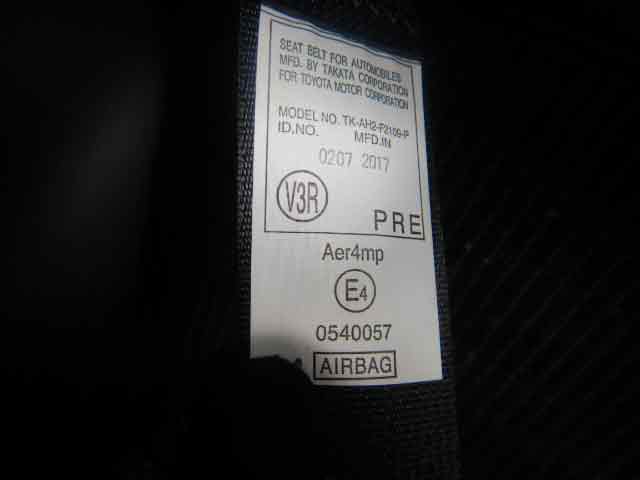 SEAT BELT FOR AUTOMOBILES
MFD. BY TAKATA CORPORATION
FOR TOYOTA MOTOR CORPORATION
MODEL NO. TK-AH2-F2109-P
ID.NO. MFD.IN
0207 2017
V3R
PRE
Aer4mp
E4
0540057
AIRBAG